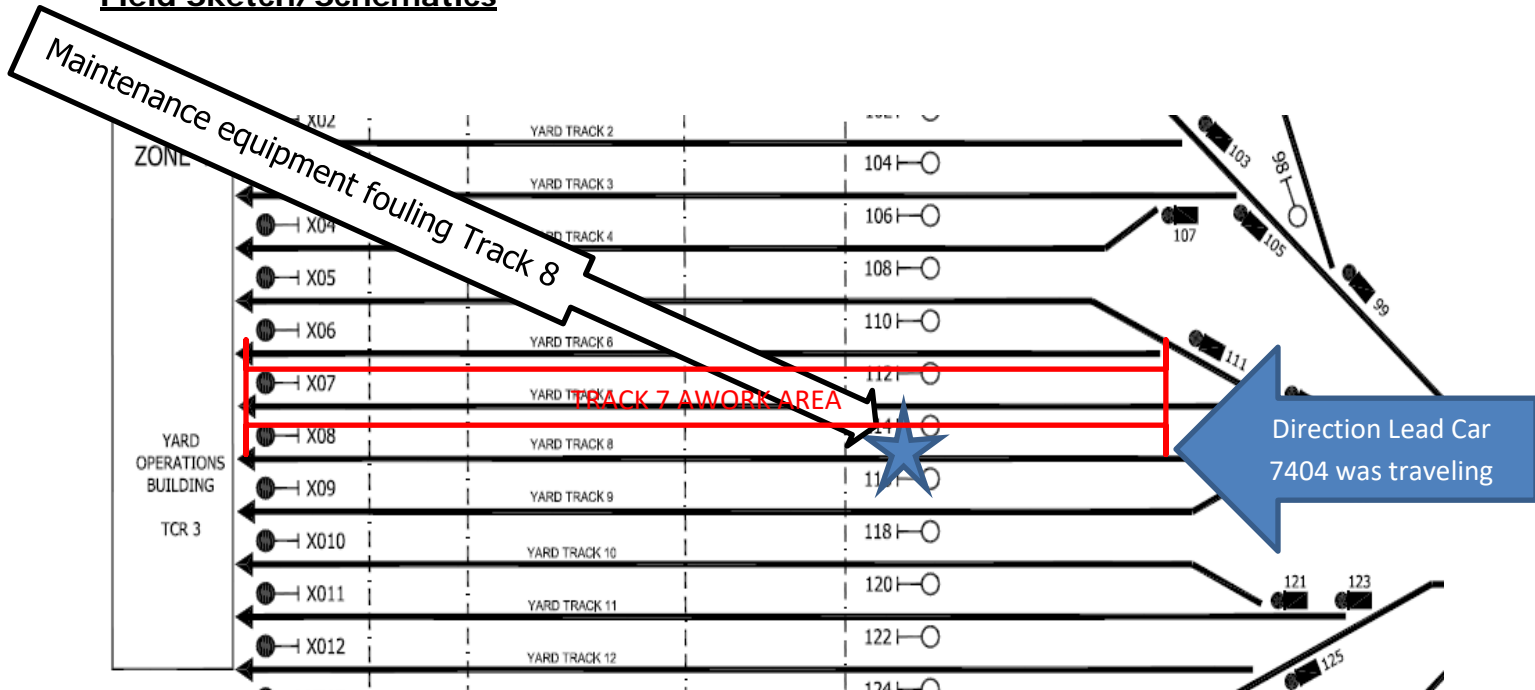 Field Sketch/Schematics
Maintenance equipment fouling Track 8
X02
YARD TRACK 2
103
98
ZONE
104
YARD TRACK 3
106
X04
YARD TRACK 4
107
105
X05
108
99
X06
110
YARD TRACK 6
111
X07
112
TRACK 7 AWORK AREA
Direction Lead Car
7404 was traveling
X08
YARD TRACK 8
YARD
OPERATIONS
BUILDING
TCR 3
X09
YARD TRACK 9
118
X010
YARD TRACK 10
120
121
123
X011
YARD TRACK 11
122
X012
YARD TRACK 12
125
124